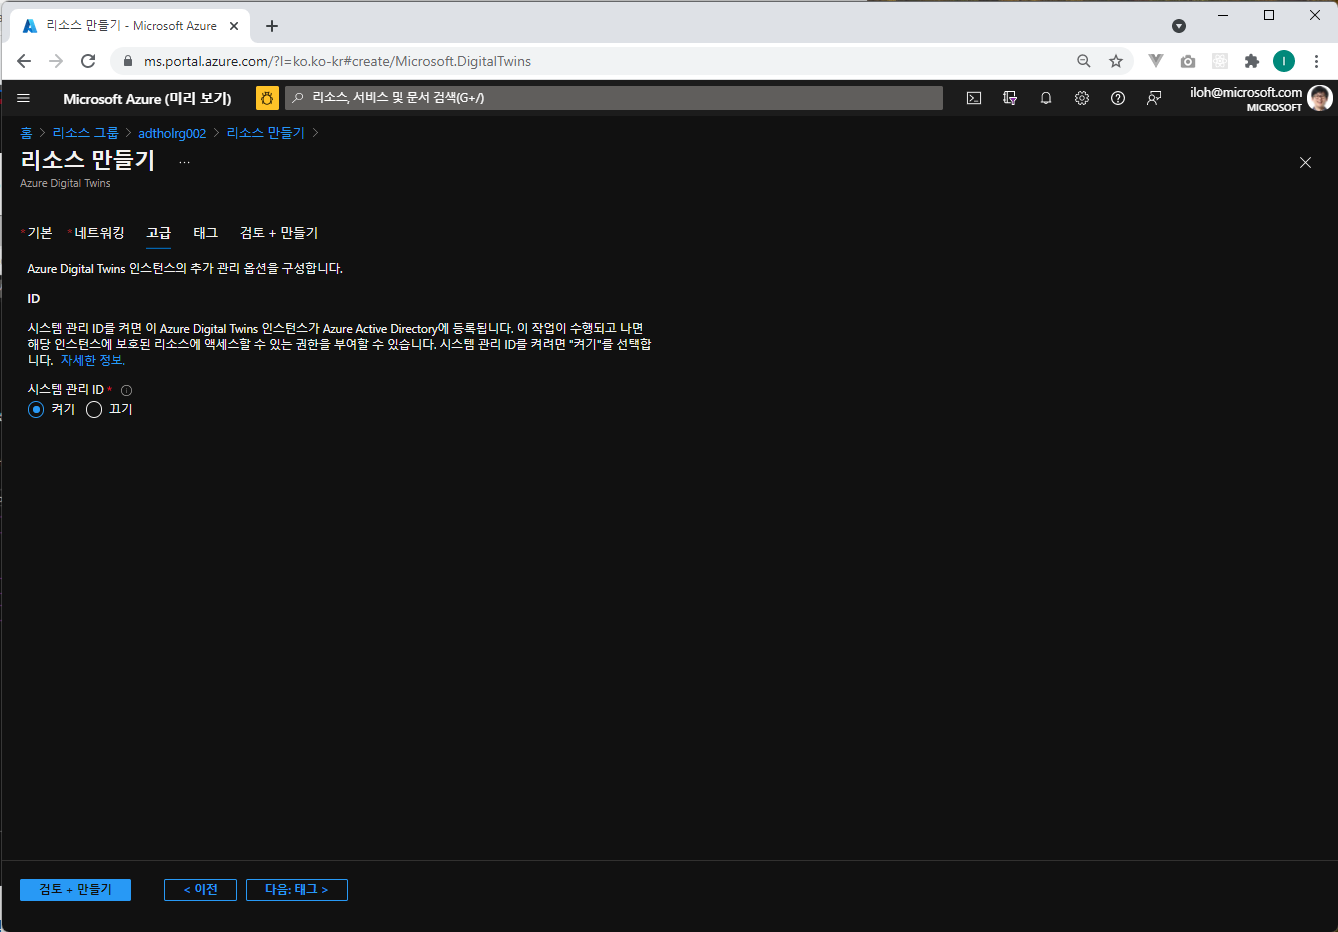 리소스 만들기 - Microsoft Azure
ms.portal.azure.com/?l=ko.ko-kr#create/Microsoft.DigitalTwins
I
Microsoft Azure (미리 보기)
리소스, 서비스 및 문서 검색(G+/)
iloh@microsoft.com
MICROSOFT
홈 > 리소스 그룹 > adtholrg002 > 리소스 만들기 >
리소스 만들기 ...
Azure Digital Twins
* 기본 * 네트워킹 고급 태그 검토 + 만들기
Azure Digital Twins 인스턴스의 추가 관리 옵션을 구성합니다.
ID
시스템 관리 ID를 켜면 이 Azure Digital Twins 인스턴스가 Azure Active Directory에 등록됩니다. 이 작업이 수행되고 나면
해당 인스턴스에 보호된 리소스에 액세스할 수 있는 권한을 부여할 수 있습니다. 시스템 관리 ID를 켜려면 "켜기"를 선택합
니다. 자세한 정보.
시스템 관리 ID *
켜기 끄기
검토 + 만들기 < 이전 다음: 태그 >